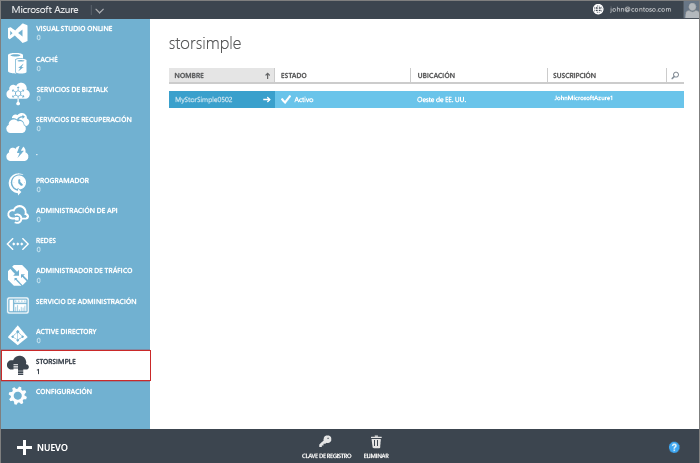 Microsoft Azure
john@contoso.com
VISUAL STUDIO ONLINE
0
CACHÉ
0
SERVICIOS DE BIZTALK
0
SERVICIOS DE RECUPERACIÓN
0
-
PROGRAMADOR
0
ADMINISTRACIÓN DE API
0
REDES
0
ADMINISTRADOR DE TRÁFICO
0
SERVICIO DE ADMINISTRACIÓN
ACTIVE DIRECTORY
0
STORSIMPLE
1
CONFIGURACIÓN
storsimple
NOMBRE ESTADO UBICACIÓN SUSCRIPCIÓN
MyStorSimple0502 Activo Oeste de EE. UU. JohnMicrosoftAzure1
NUEVO
CLAVE DE REGISTRO ELIMINAR
?